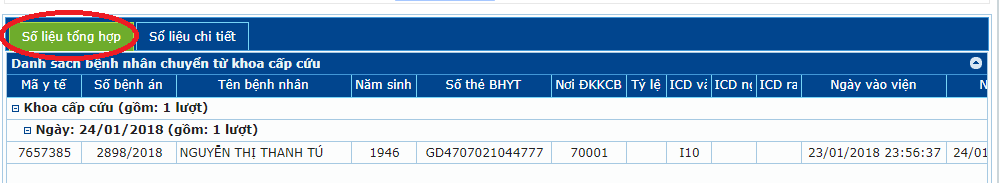 Số liệu tổng hợp Số liệu chi tiết
Danh sách bệnh nhân chuyển từ khoa cấp cứu
Mã y tế Số bệnh án Tên bệnh nhân Năm sinh Số thẻ BHYT Nơi ĐKKCB Tỷ lệ ICD và ICD ng ICD ra Ngày vào viện N
Khoa cấp cứu (gồm: 1 lượt)
Ngày: 24/01/2018 (gồm: 1 lượt)
7657385 2898/2018 NGUYỄN THỊ THANH TÚ 1946 GD4707021044777 70001 I10 23/01/2018 23:56:37 24/01